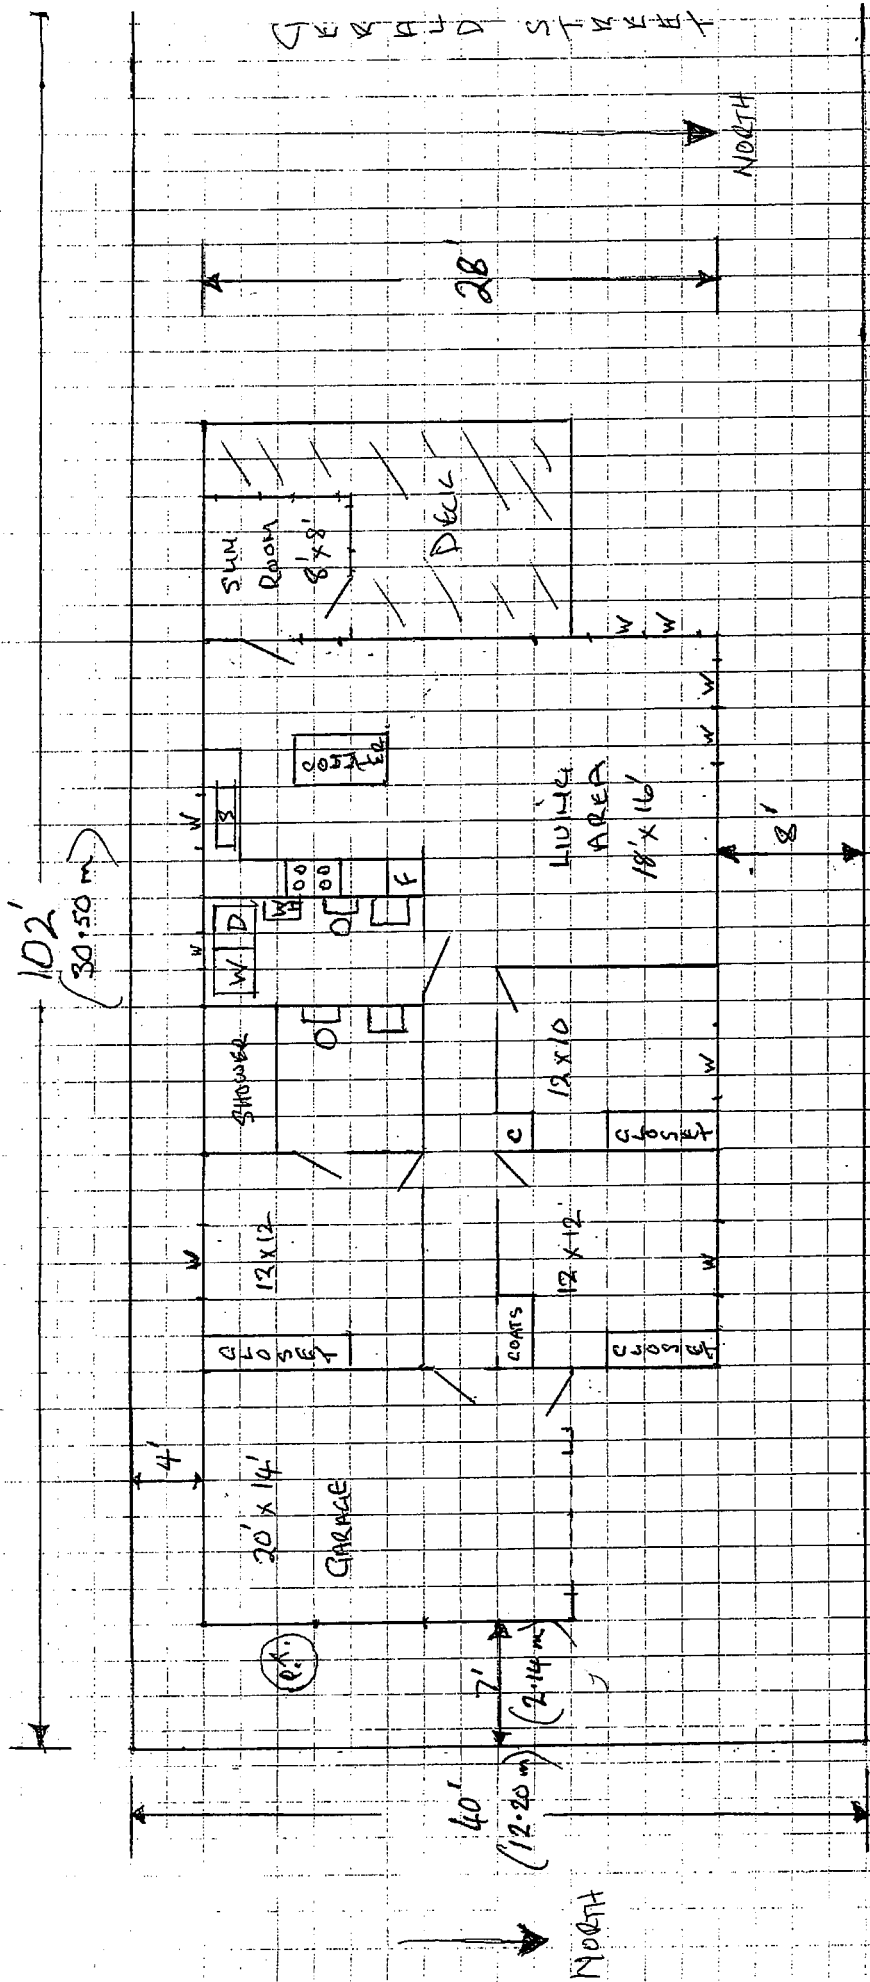 GERALD STREET
NORTH
28'
102'
(30.50 m)
SUN
ROOM
8'x8'
DECK
COUNTER
W
S
W
W
W
W
LIVING
AREA
18'x16'
8'
F
W
W
D
WH
SHOWER
12x10
C
CLOSET
W
W
12x12
CLOSET
COATS
12x12
W
CLOSET
4'
20'x14'
GARAGE
P.T.
7'
(2.14 m)
40'
(12.20 m)
NORTH